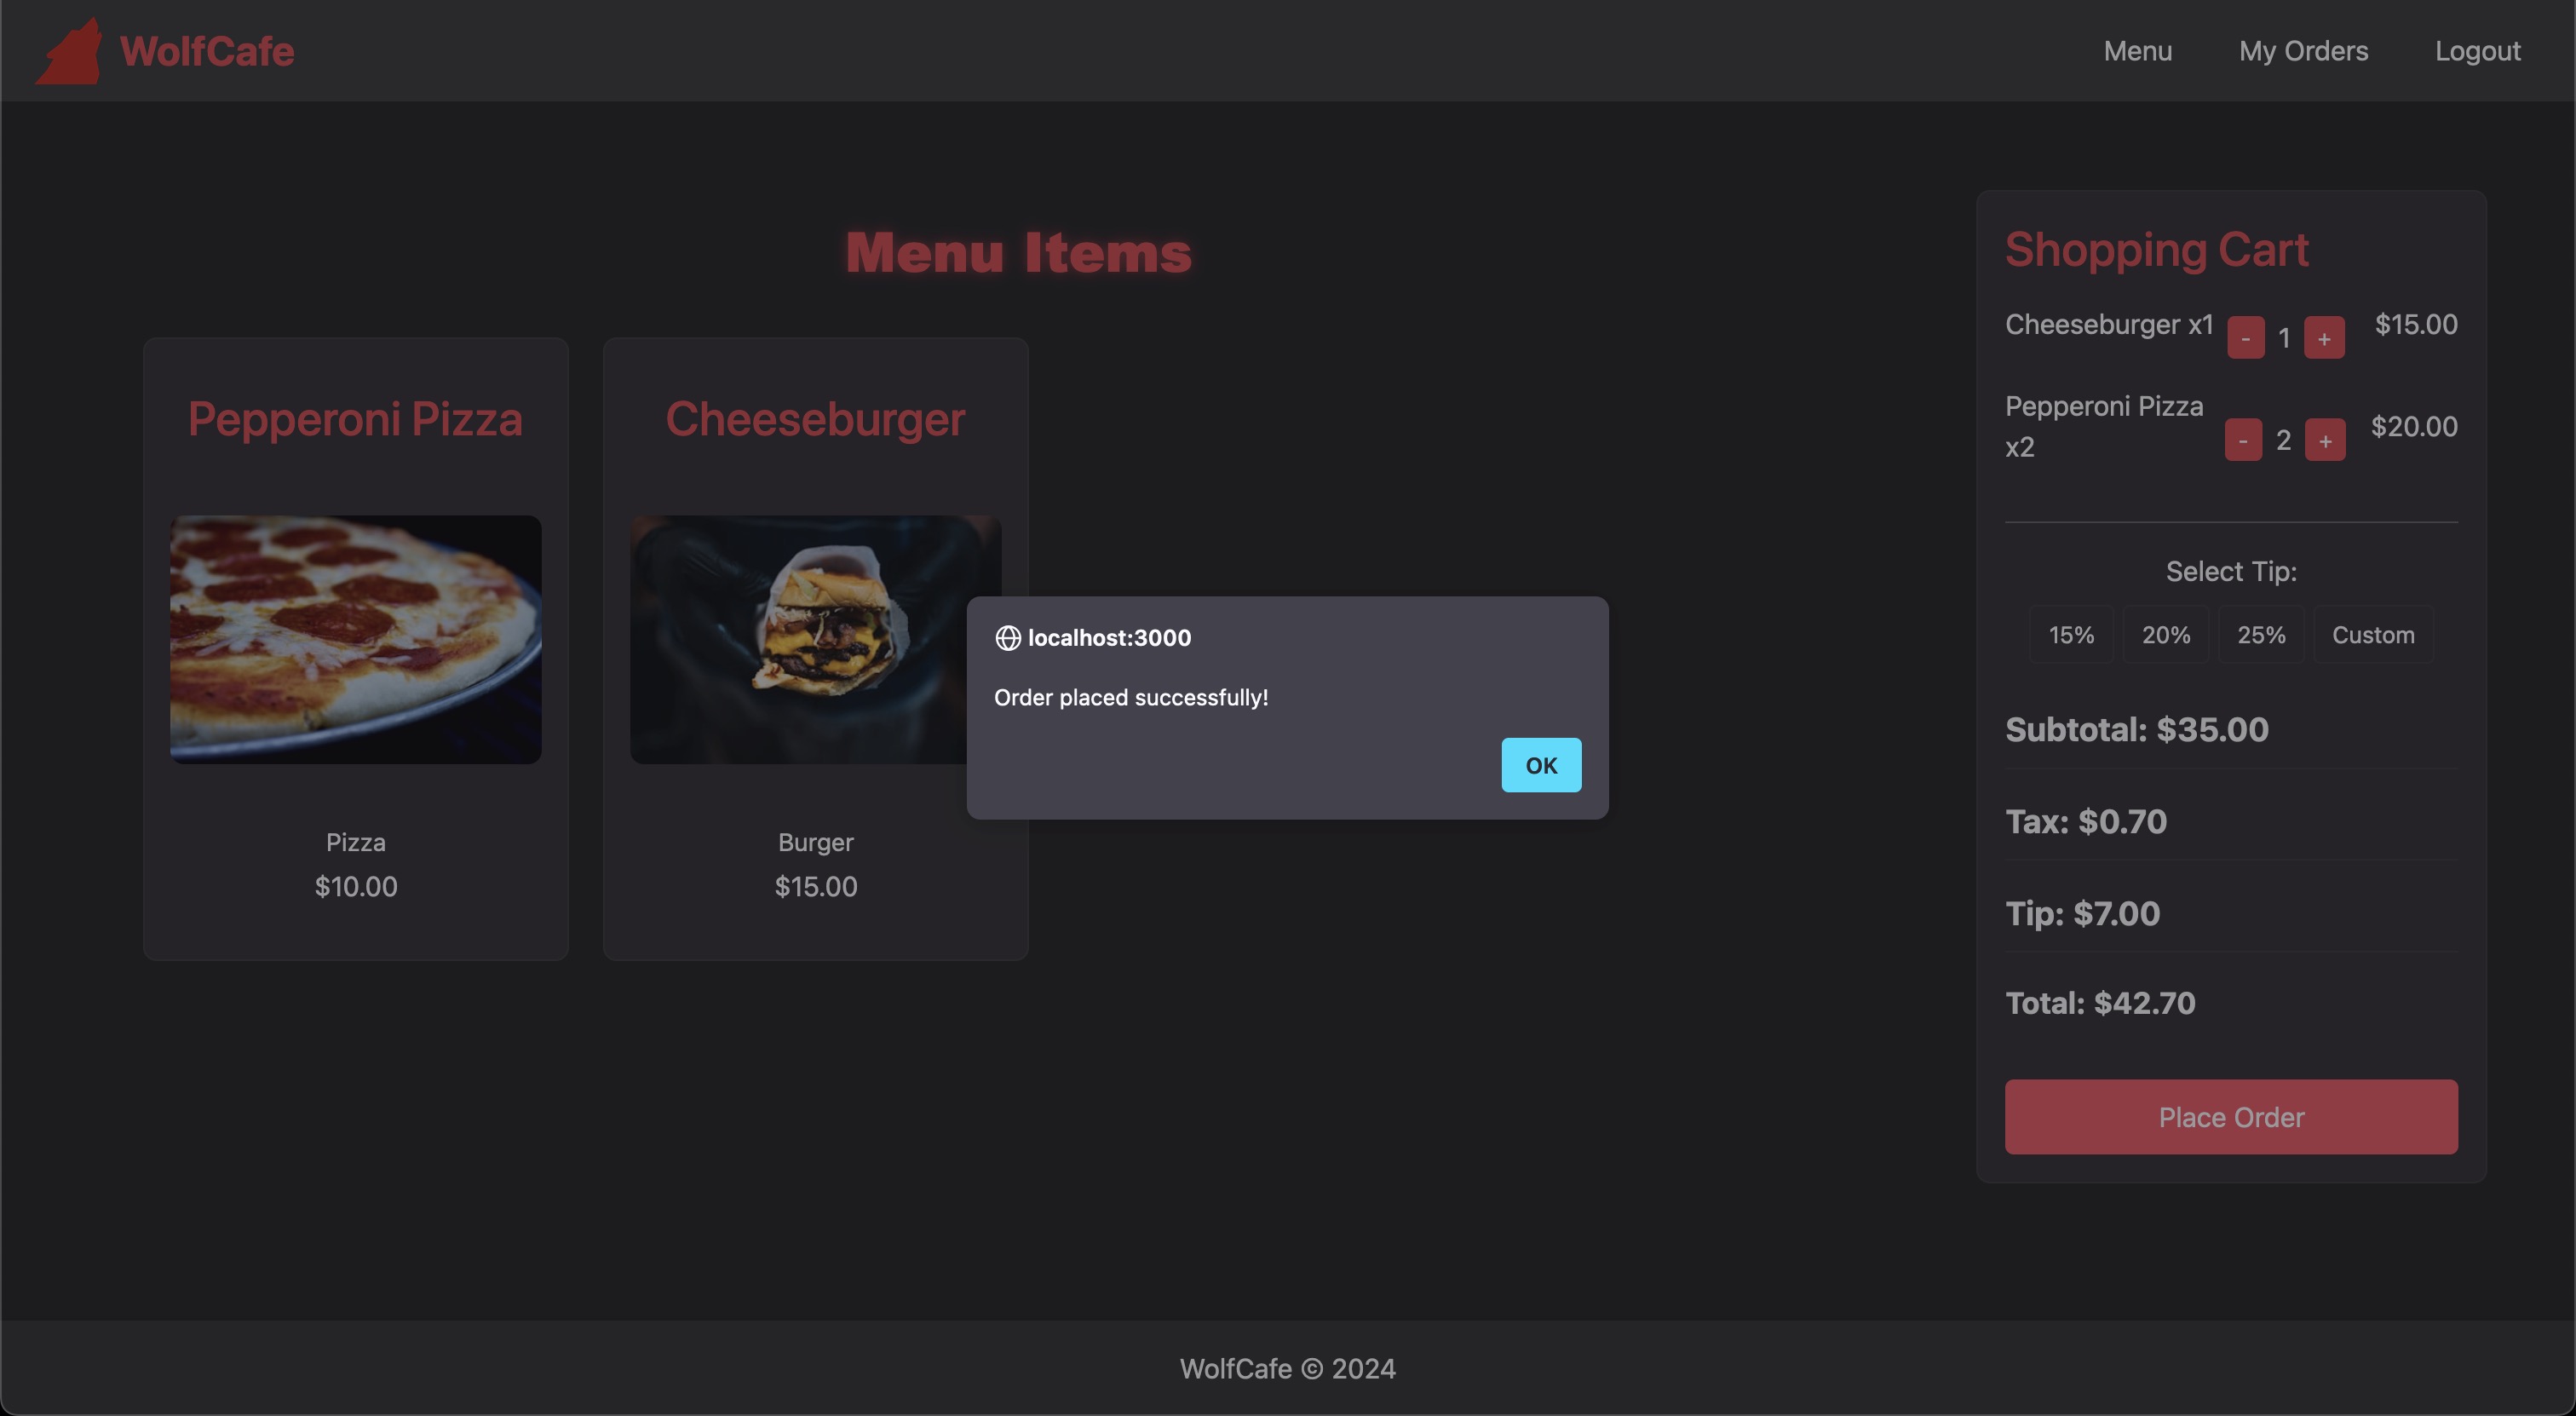 WolfCafe
Menu
My Orders
Logout
Menu Items
Pepperoni Pizza
Pizza
$10.00
Cheeseburger
Burger
$15.00
localhost:3000
Order placed successfully!
OK
Shopping Cart
Cheeseburger x1 - 1 + $15.00
Pepperoni Pizza
x2 - 2 + $20.00
Select Tip:
15% 20% 25% Custom
Subtotal: $35.00
Tax: $0.70
Tip: $7.00
Total: $42.70
Place Order
WolfCafe © 2024